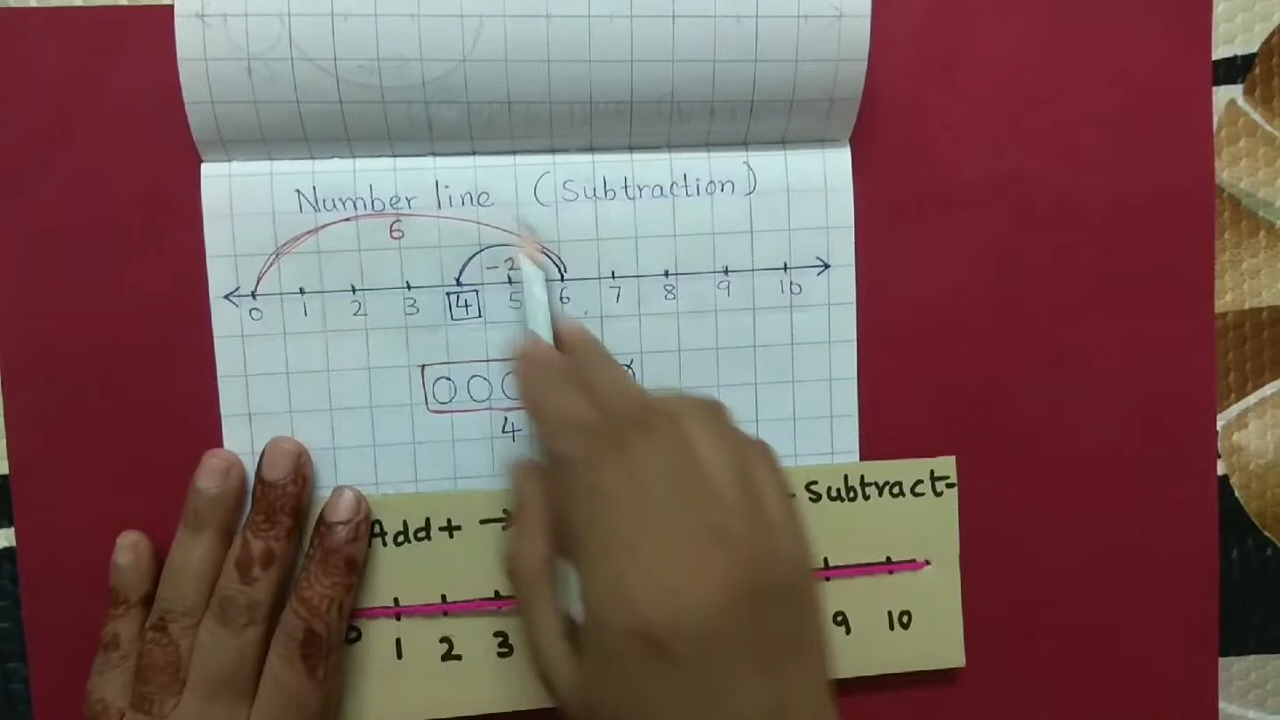 Number line (Subtraction)
6
-2
0 1 2 3 4 5 6 7 8 9 10
4
Add+ → - Subtract-
0 1 2 3 9 10